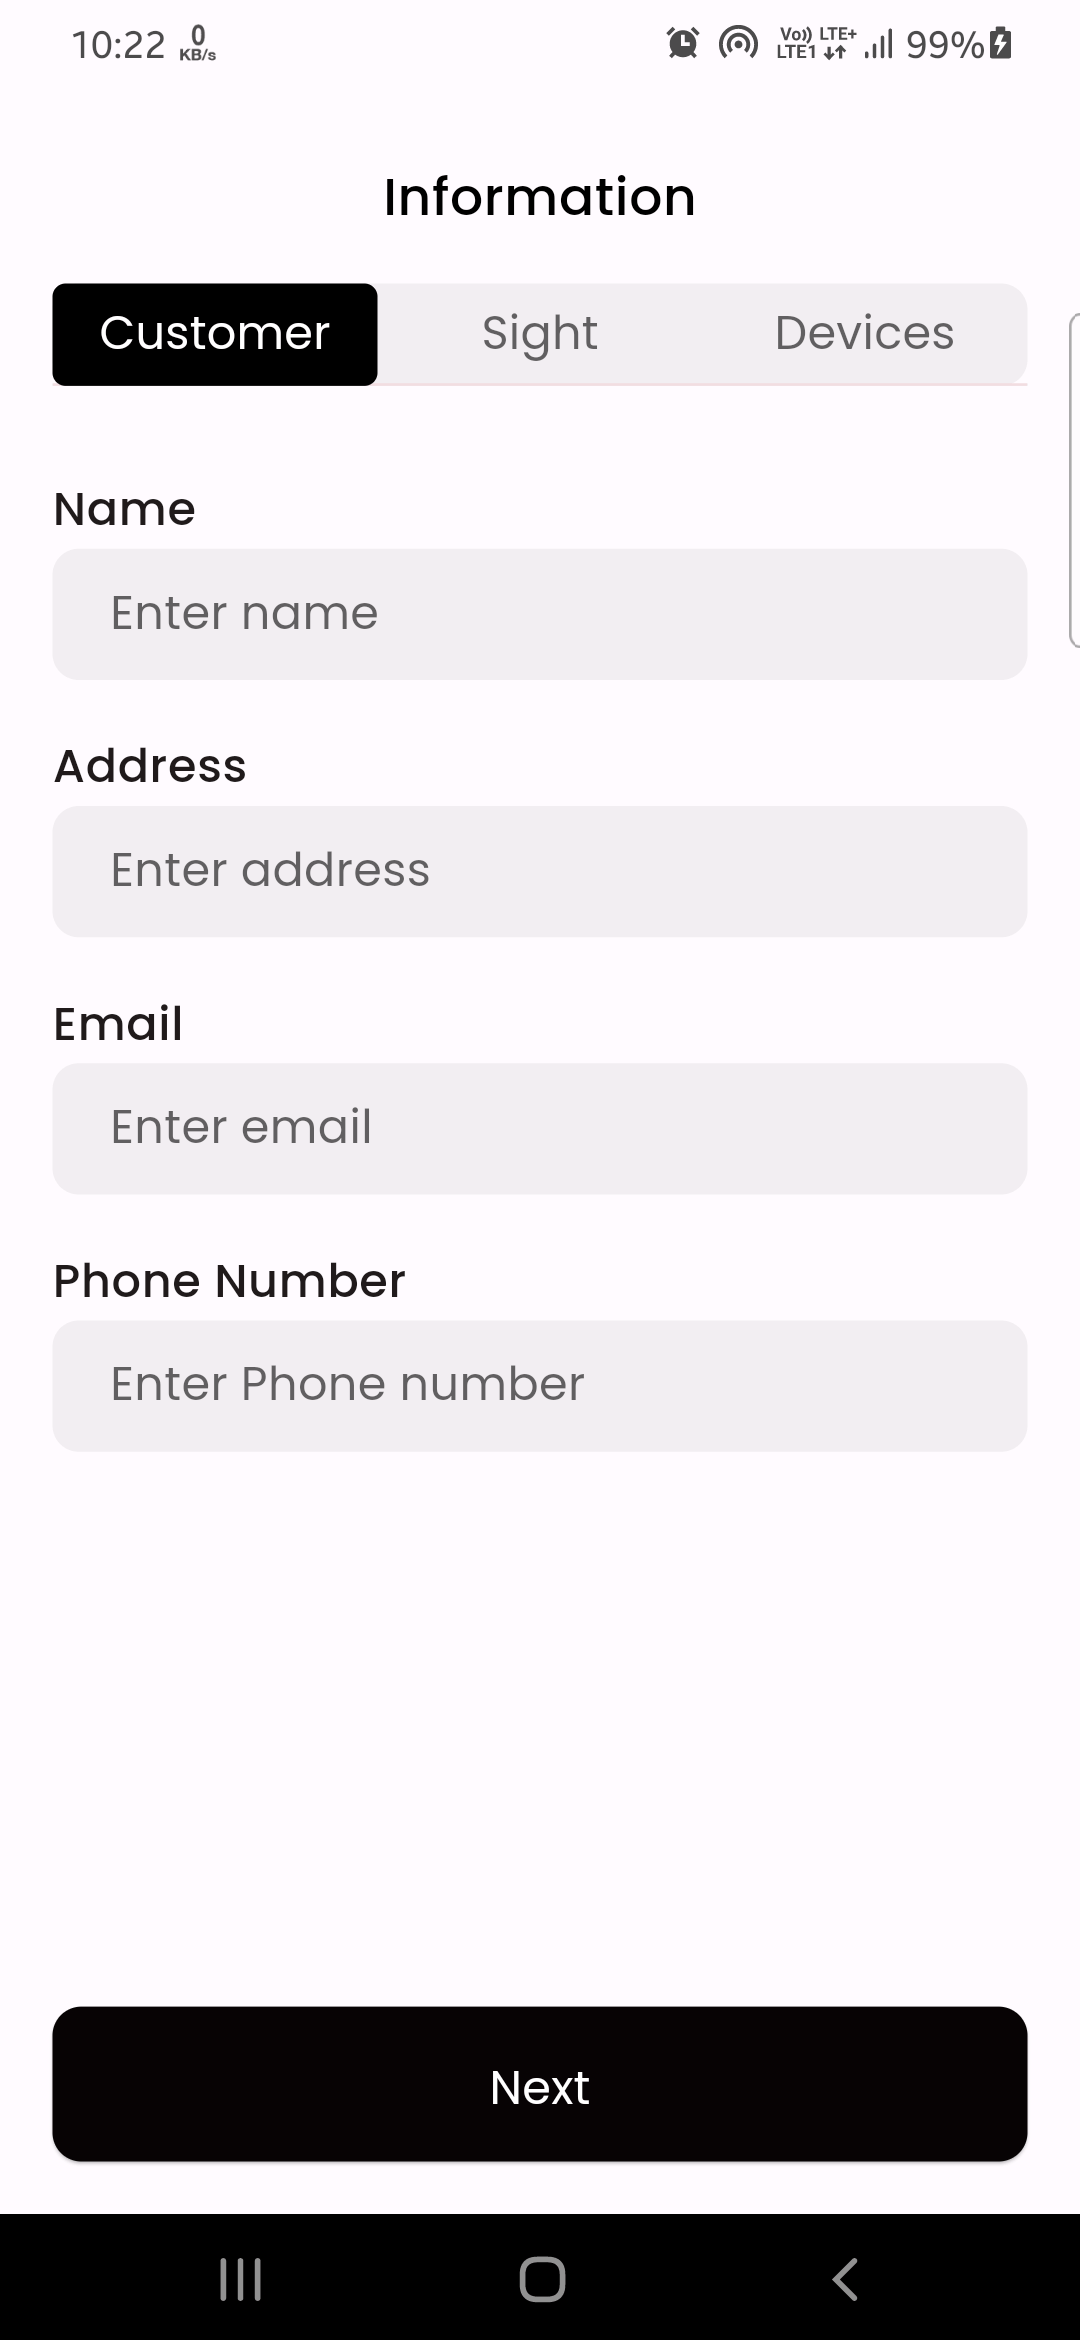 10:22 0 KB/s Vo)) LTE1 LTE+ 99%
Information
Customer Sight Devices
Name
Enter name
Address
Enter address
Email
Enter email
Phone Number
Enter Phone number
Next